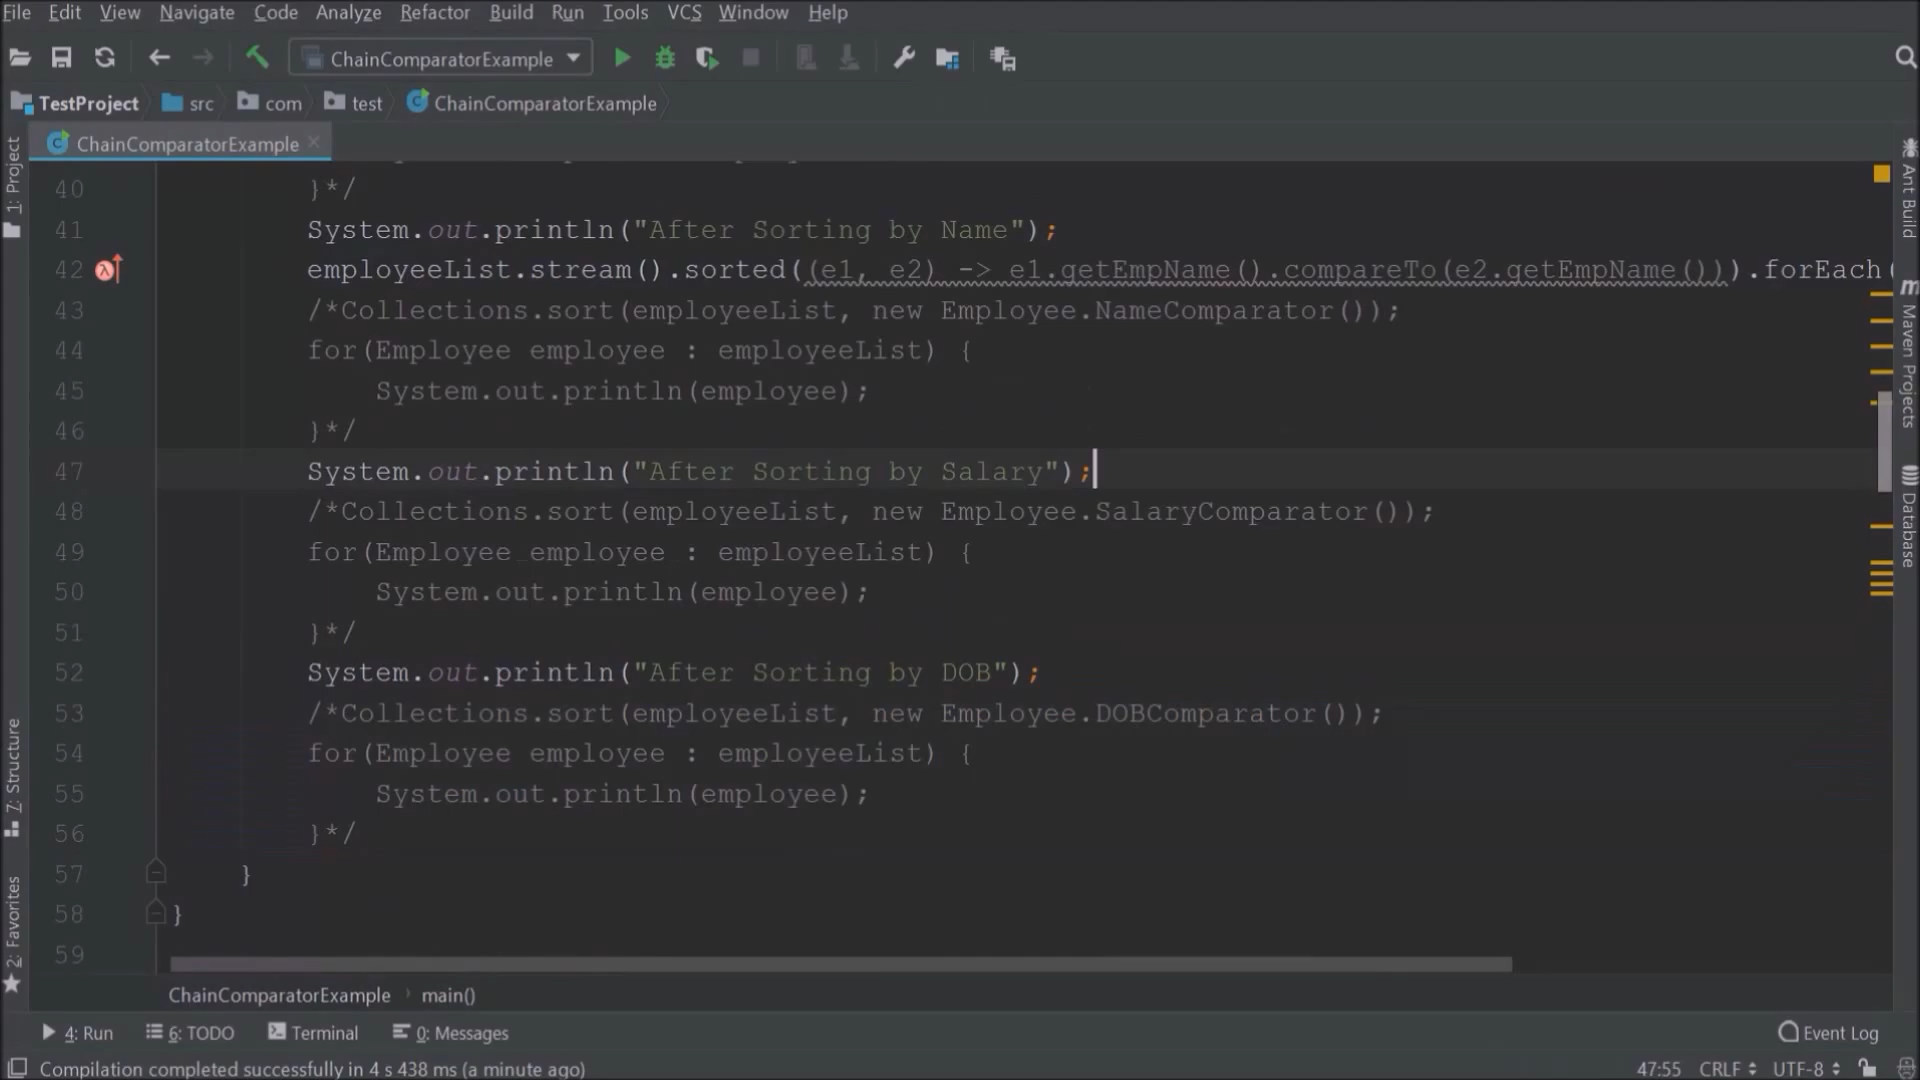 File Edit View Navigate Code Analyze Refactor Build Run Tools VCS Window Help
ChainComparatorExample
TestProject src com test ChainComparatorExample
ChainComparatorExample
1: Project
7: Structure
2: Favorites
40 }*/
41 System.out.println("After Sorting by Name");
42 employeeList.stream().sorted((e1, e2) -> e1.getEmpName().compareTo(e2.getEmpName())).forEach(
43 /*Collections.sort(employeeList, new Employee.NameComparator());
44 for(Employee employee : employeeList) {
45 System.out.println(employee);
46 }*/
47 System.out.println("After Sorting by Salary");
48 /*Collections.sort(employeeList, new Employee.SalaryComparator());
49 for(Employee employee : employeeList) {
50 System.out.println(employee);
51 }*/
52 System.out.println("After Sorting by DOB");
53 /*Collections.sort(employeeList, new Employee.DOBComparator());
54 for(Employee employee : employeeList) {
55 System.out.println(employee);
56 }*/
57 }
58 }
59
Ant Build
Maven Projects
Database
ChainComparatorExample › main()
4: Run 6: TODO Terminal 0: Messages Event Log
Compilation completed successfully in 4 s 438 ms (a minute ago) 47:55 CRLF UTF-8